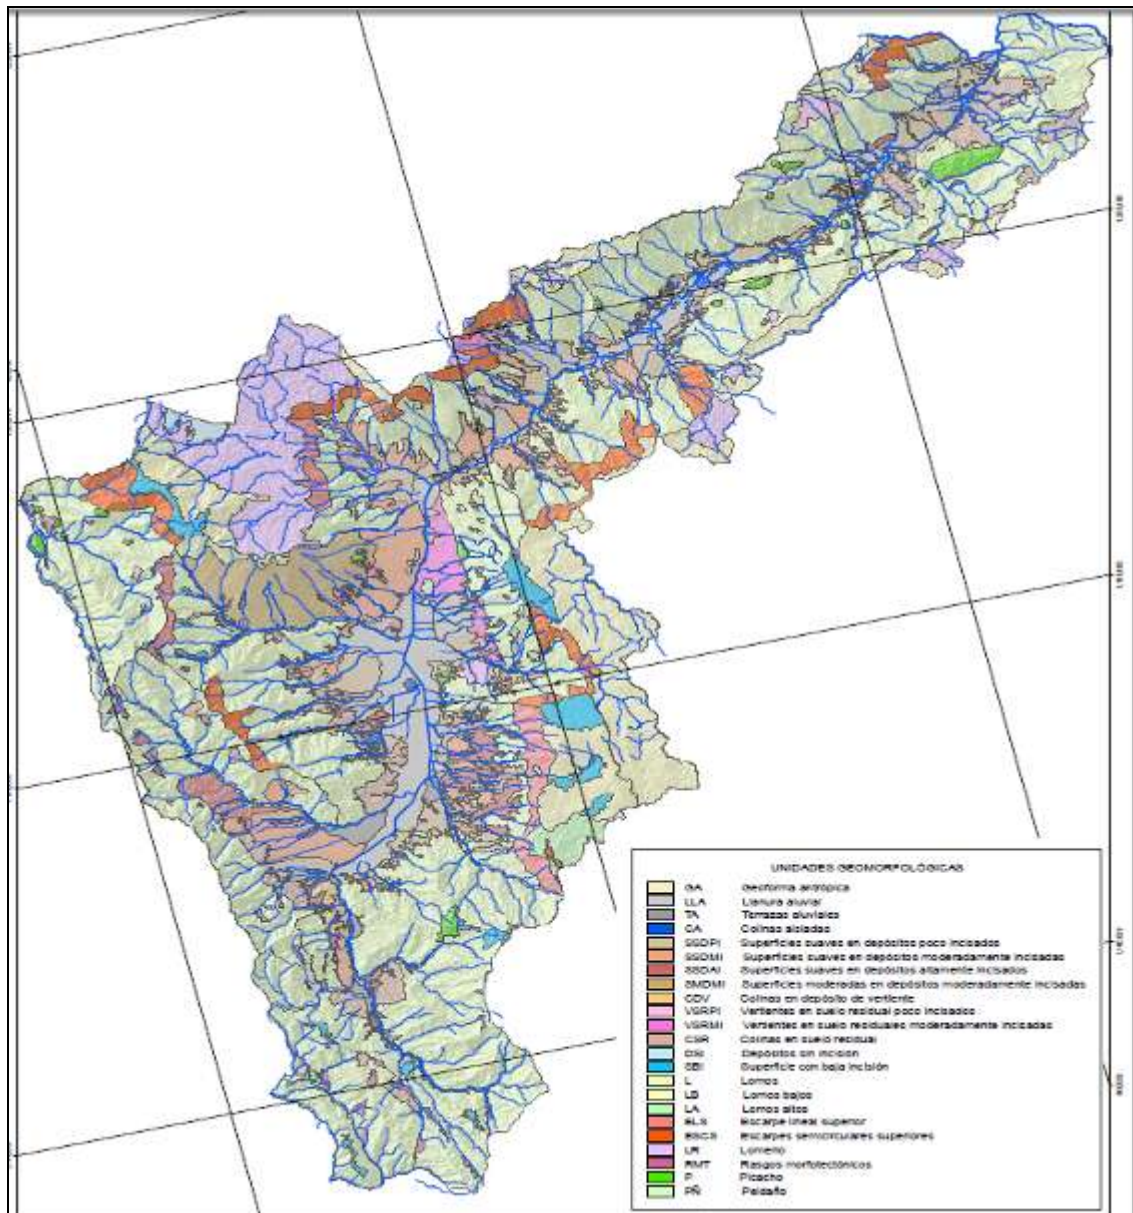 UNIDADES GEOMORFOLÓGICAS
GA Geoforma antrópica
LLA Llanura aluvial
TA Terrazas aluviales
CA Colinas aisladas
SSDPI Superficies suaves en depósitos poco incisados
SSDMI Superficies suaves en depósitos moderadamente incisadas
SSDAI Superficies suaves en depósitos altamente incisados
SMDMI Superficies moderadas en depósitos moderadamente incisadas
CDV Colinas en depósito de vertiente
VSRPI Vertientes en suelo residual poco incisados
VSRMI Vertientes en suelo residuales moderadamente incisadas
CSR Colinas en suelo residual
DSI Depósitos sin incisión
SBI Superficie con baja incisión
L Lomos
LB Lomos bajos
LA Lomos altos
ELS Escarpe lineal superior
ESCS Escarpes semicirculares superiores
LR Lomerío
RMT Rasgos morfotectónicos
P Picacho
PÑ Peldaño